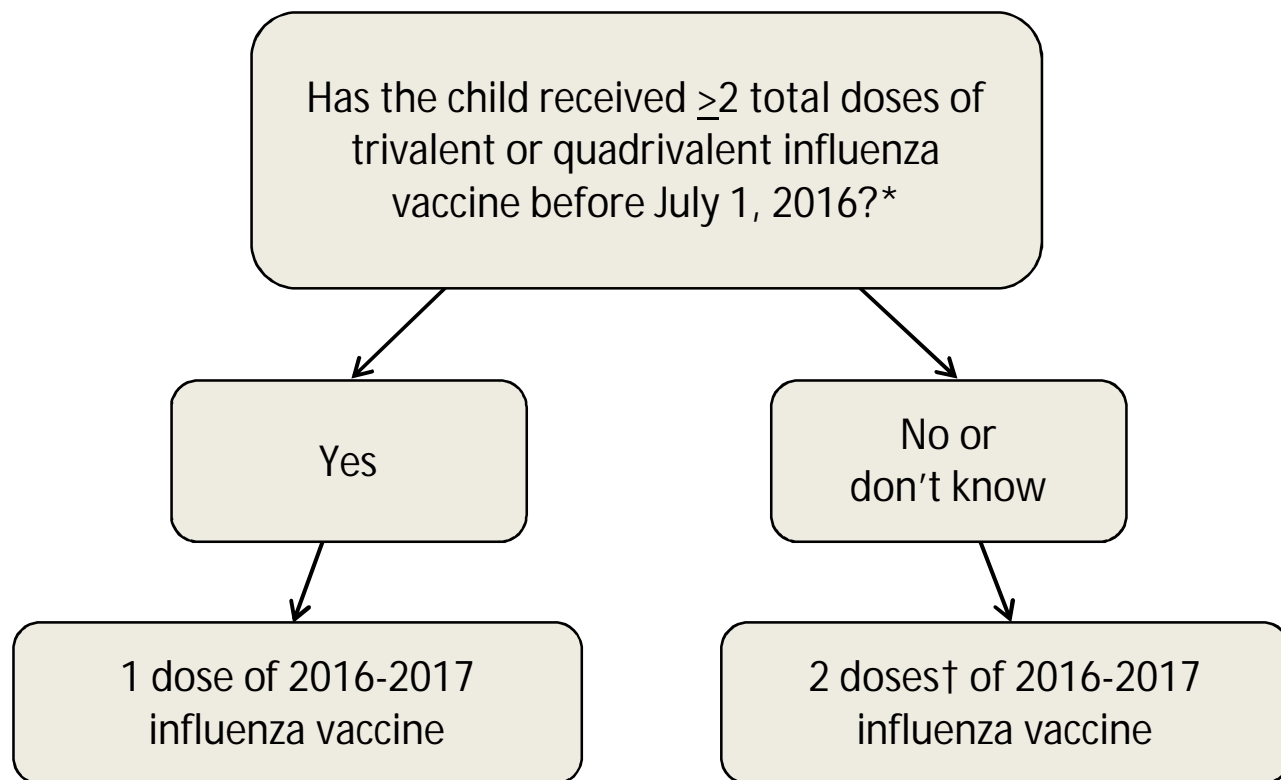 Has the child received ≥2 total doses of
trivalent or quadrivalent influenza
vaccine before July 1, 2016?*
Yes
No or
don't know
1 dose of 2016-2017
influenza vaccine
2 doses† of 2016-2017
influenza vaccine